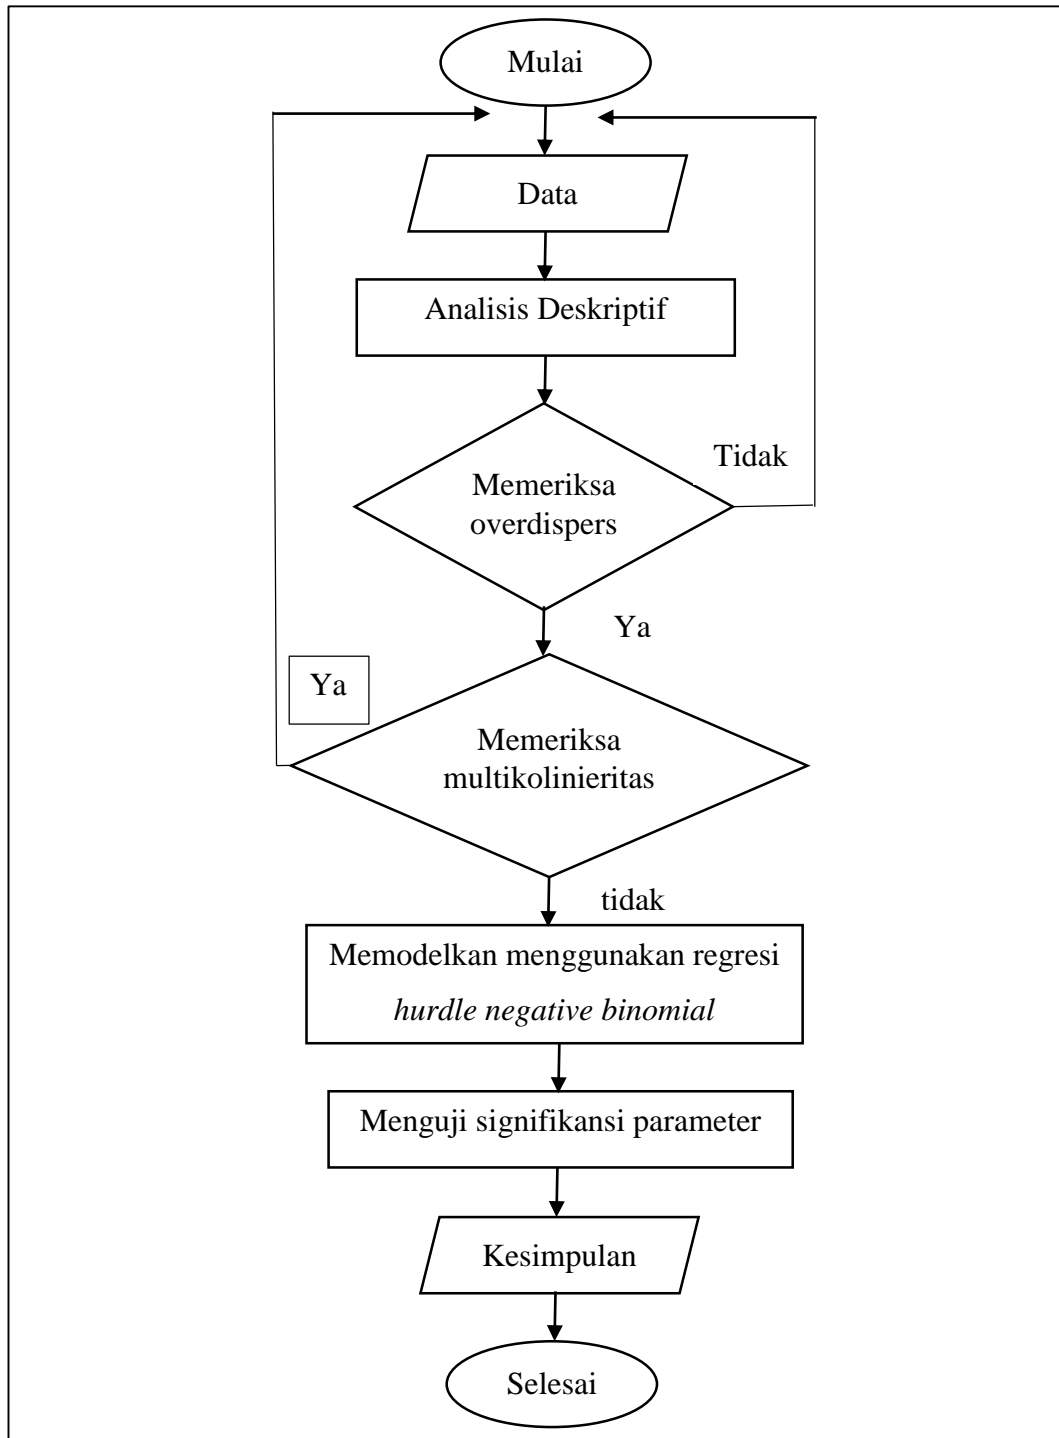 Mulai
Data
Analisis Deskriptif
Tidak
Memeriksa
overdispers
Ya
Ya
Memeriksa
multikolinieritas
tidak
Memodelkan menggunakan regresi
hurdle negative binomial
Menguji signifikansi parameter
Kesimpulan
Selesai